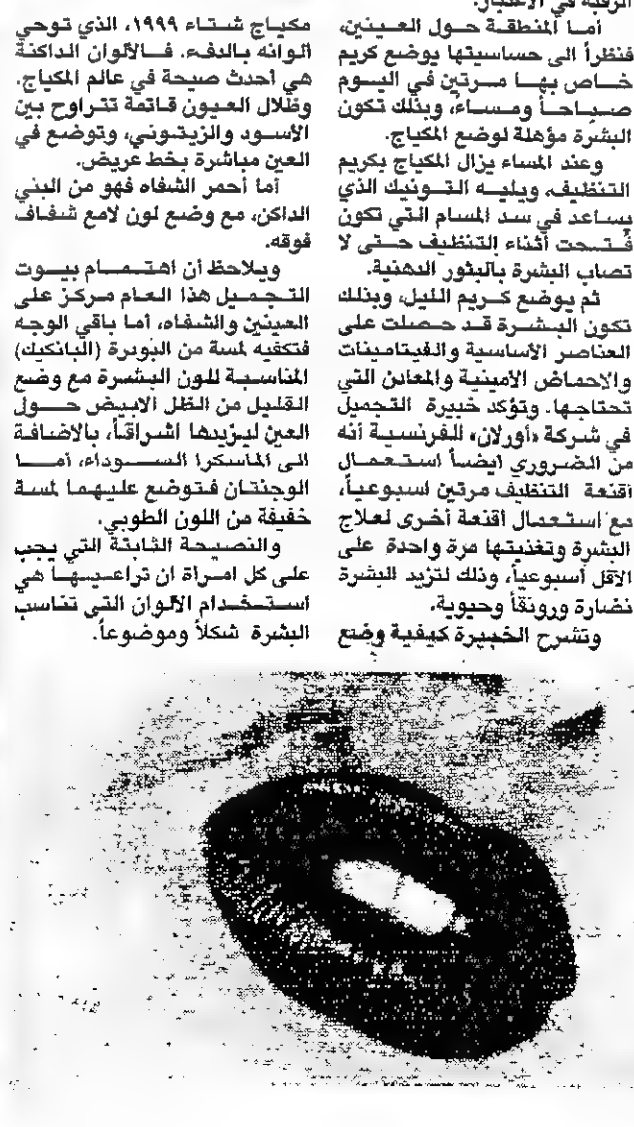 الرقبة في الاعتبار.
أما المنطقة حول العينين،
فنظراً الى حساسيتها يوضع كريم
خاص بها مرتين في اليوم
صباحاً ومساءً، وبذلك تكون
البشرة مؤهلة لوضع المكياج.
وعند المساء يزال المكياج بكريم
التنظيف، ويليه التونيك الذي
يساعد في سد المسام التي تكون
فُتحت أثناء التنظيف حتى لا
تصاب البشرة بالبثور الدهنية.
ثم يوضع كريم الليل، وبذلك
تكون البشرة قد حصلت على
العناصر الأساسية والفيتامينات
والاحماض الأمينية والمعادن التي
تحتاجها. وتؤكد خبيرة التجميل
في شركة «أورلان» الفرنسية أنه
من الضروري ايضاً استعمال
أقنعة التنظيف مرتين اسبوعياً،
مع استعمال أقنعة أخرى لعلاج
البشرة وتغذيتها مرة واحدة على
الأقل أسبوعياً، وذلك لتزيد البشرة
نضارة ورونقاً وحيوية.
وتشرح الخبيرة كيفية وضع
مكياج شتاء ١٩٩٩، الذي توحي
ألوانه بالدفء. فالألوان الداكنة
هي أحدث صيحة في عالم المكياج.
وظلال العيون قاتمة تتراوح بين
الأسود والزيتوني، وتوضع في
العين مباشرة بخط عريض.
أما أحمر الشفاه فهو من البني
الداكن، مع وضع لون لامع شفاف
فوقه.
ويلاحظ أن اهتمام بيوت
التجميل هذا العام مركز على
العينين والشفاه، أما باقي الوجه
فتكفيه لمسة من البودرة (البانكيك)
المناسبة للون البشرة مع وضع
القليل من الظل الابيض حول
العين ليزيدها اشراقاً، بالاضافة
الى الماسكرا السوداء، أما
الوجنتان فتوضع عليهما لمسة
خفيفة من اللون الطوبي.
والنصيحة الثابتة التي يجب
على كل امرأة ان تراعيها هي
استخدام الألوان التي تناسب
البشرة شكلاً وموضوعاً.